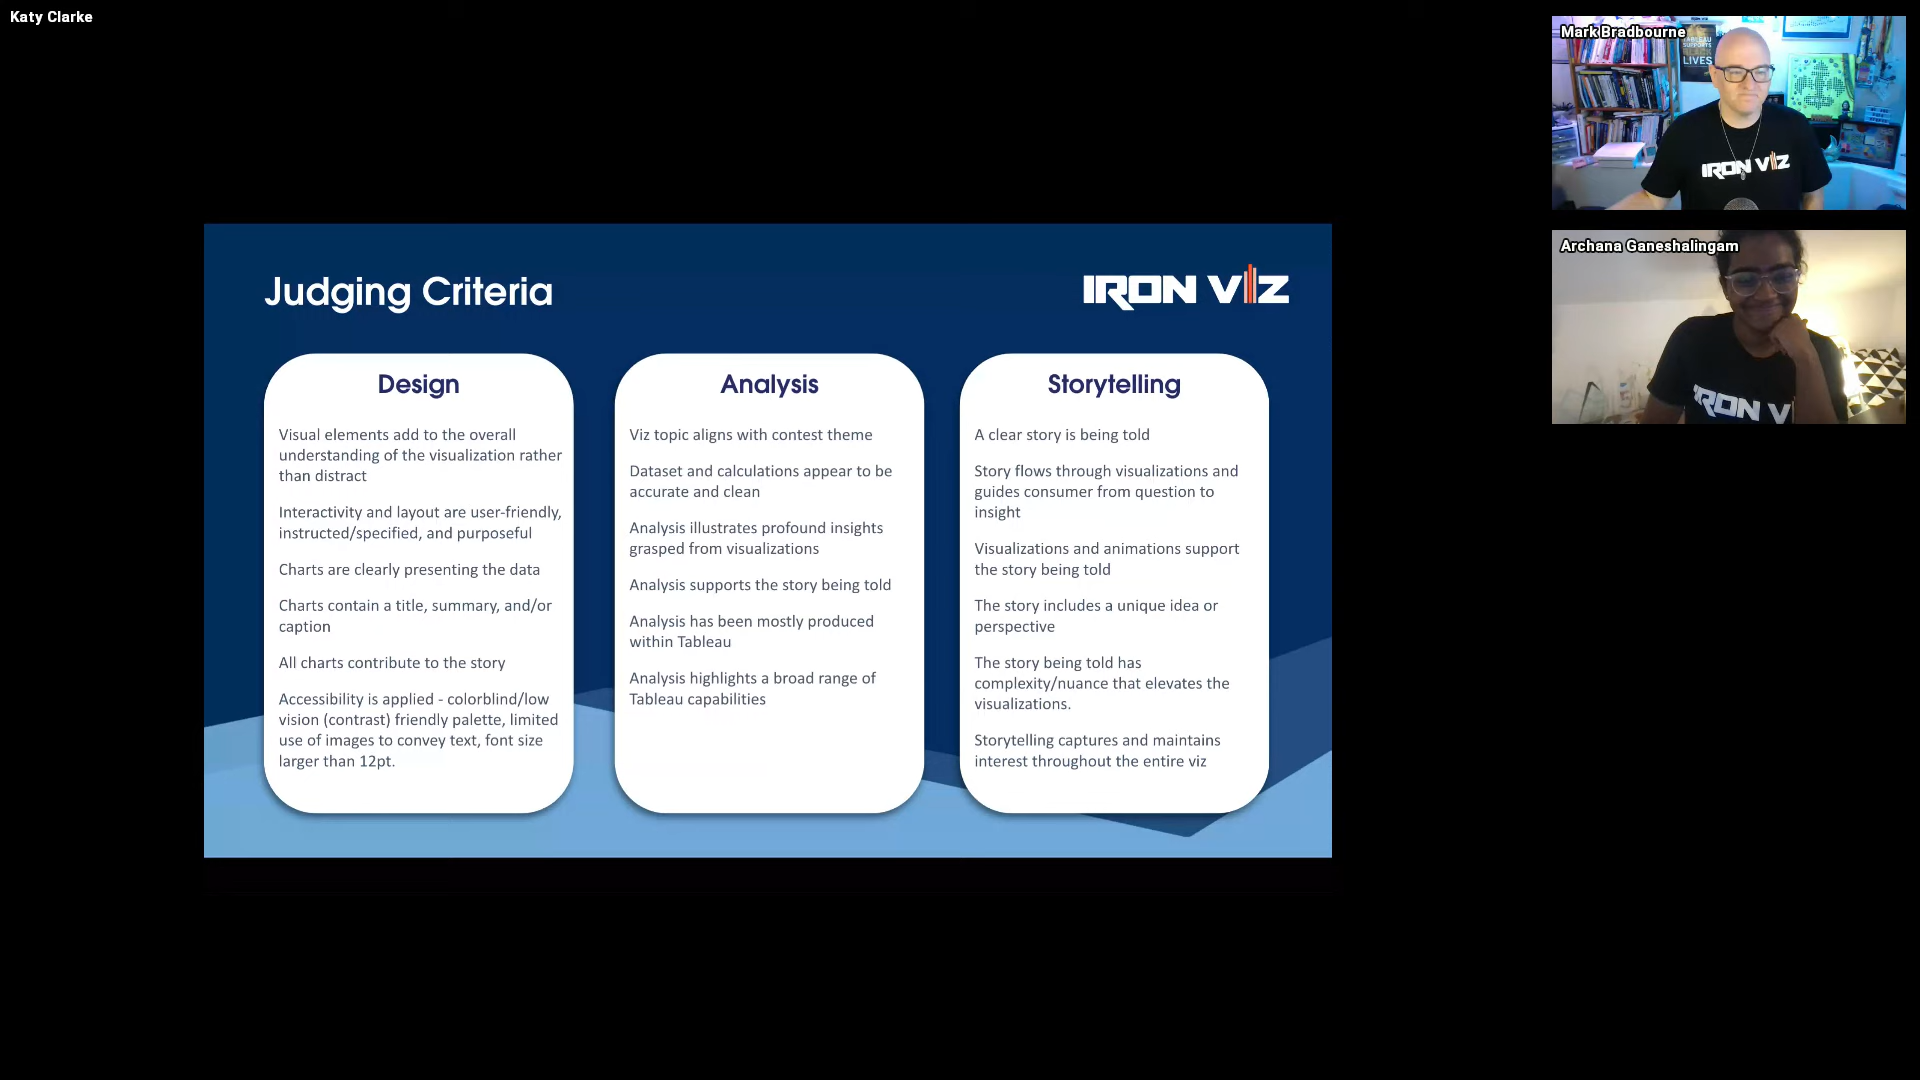 Katy Clarke
Mark Bradbourne
LIVES
IRON VIZ
Archana Ganeshalingam
IRON V
Judging Criteria
IRON VIZ
Design
Visual elements add to the overall
understanding of the visualization rather
than distract
Interactivity and layout are user-friendly,
instructed/specified, and purposeful
Charts are clearly presenting the data
Charts contain a title, summary, and/or
caption
All charts contribute to the story
Accessibility is applied - colorblind/low
vision (contrast) friendly palette, limited
use of images to convey text, font size
larger than 12pt.
Analysis
Viz topic aligns with contest theme
Dataset and calculations appear to be
accurate and clean
Analysis illustrates profound insights
grasped from visualizations
Analysis supports the story being told
Analysis has been mostly produced
within Tableau
Analysis highlights a broad range of
Tableau capabilities
Storytelling
A clear story is being told
Story flows through visualizations and
guides consumer from question to
insight
Visualizations and animations support
the story being told
The story includes a unique idea or
perspective
The story being told has
complexity/nuance that elevates the
visualizations.
Storytelling captures and maintains
interest throughout the entire viz